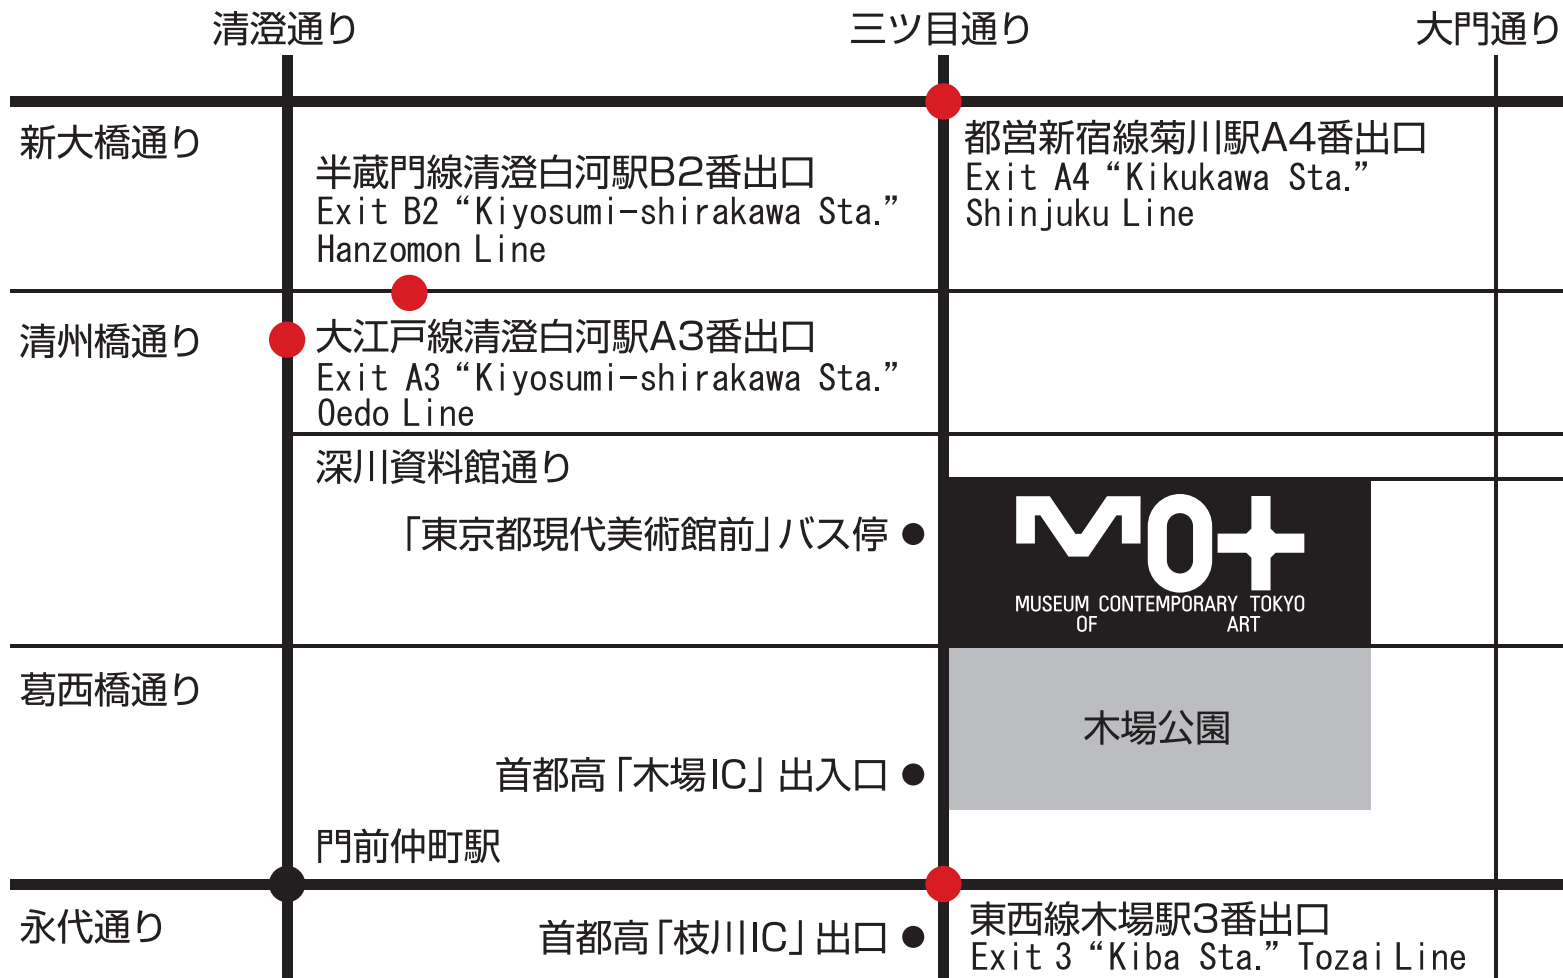 清澄通り
三ツ目通り
大門通り
新大橋通り
都営新宿線菊川駅A4番出口
Exit A4 “Kikukawa Sta.”
Shinjuku Line
半蔵門線清澄白河駅B2番出口
Exit B2 “Kiyosumi-shirakawa Sta.”
Hanzomon Line
清州橋通り
大江戸線清澄白河駅A3番出口
Exit A3 “Kiyosumi-shirakawa Sta.”
Oedo Line
深川資料館通り
「東京都現代美術館前」バス停
MO+
MUSEUM CONTEMPORARY TOKYO
OF ART
葛西橋通り
木場公園
首都高「木場IC」出入口
門前仲町駅
永代通り
首都高「枝川IC」出口
東西線木場駅3番出口
Exit 3 “Kiba Sta.” Tozai Line